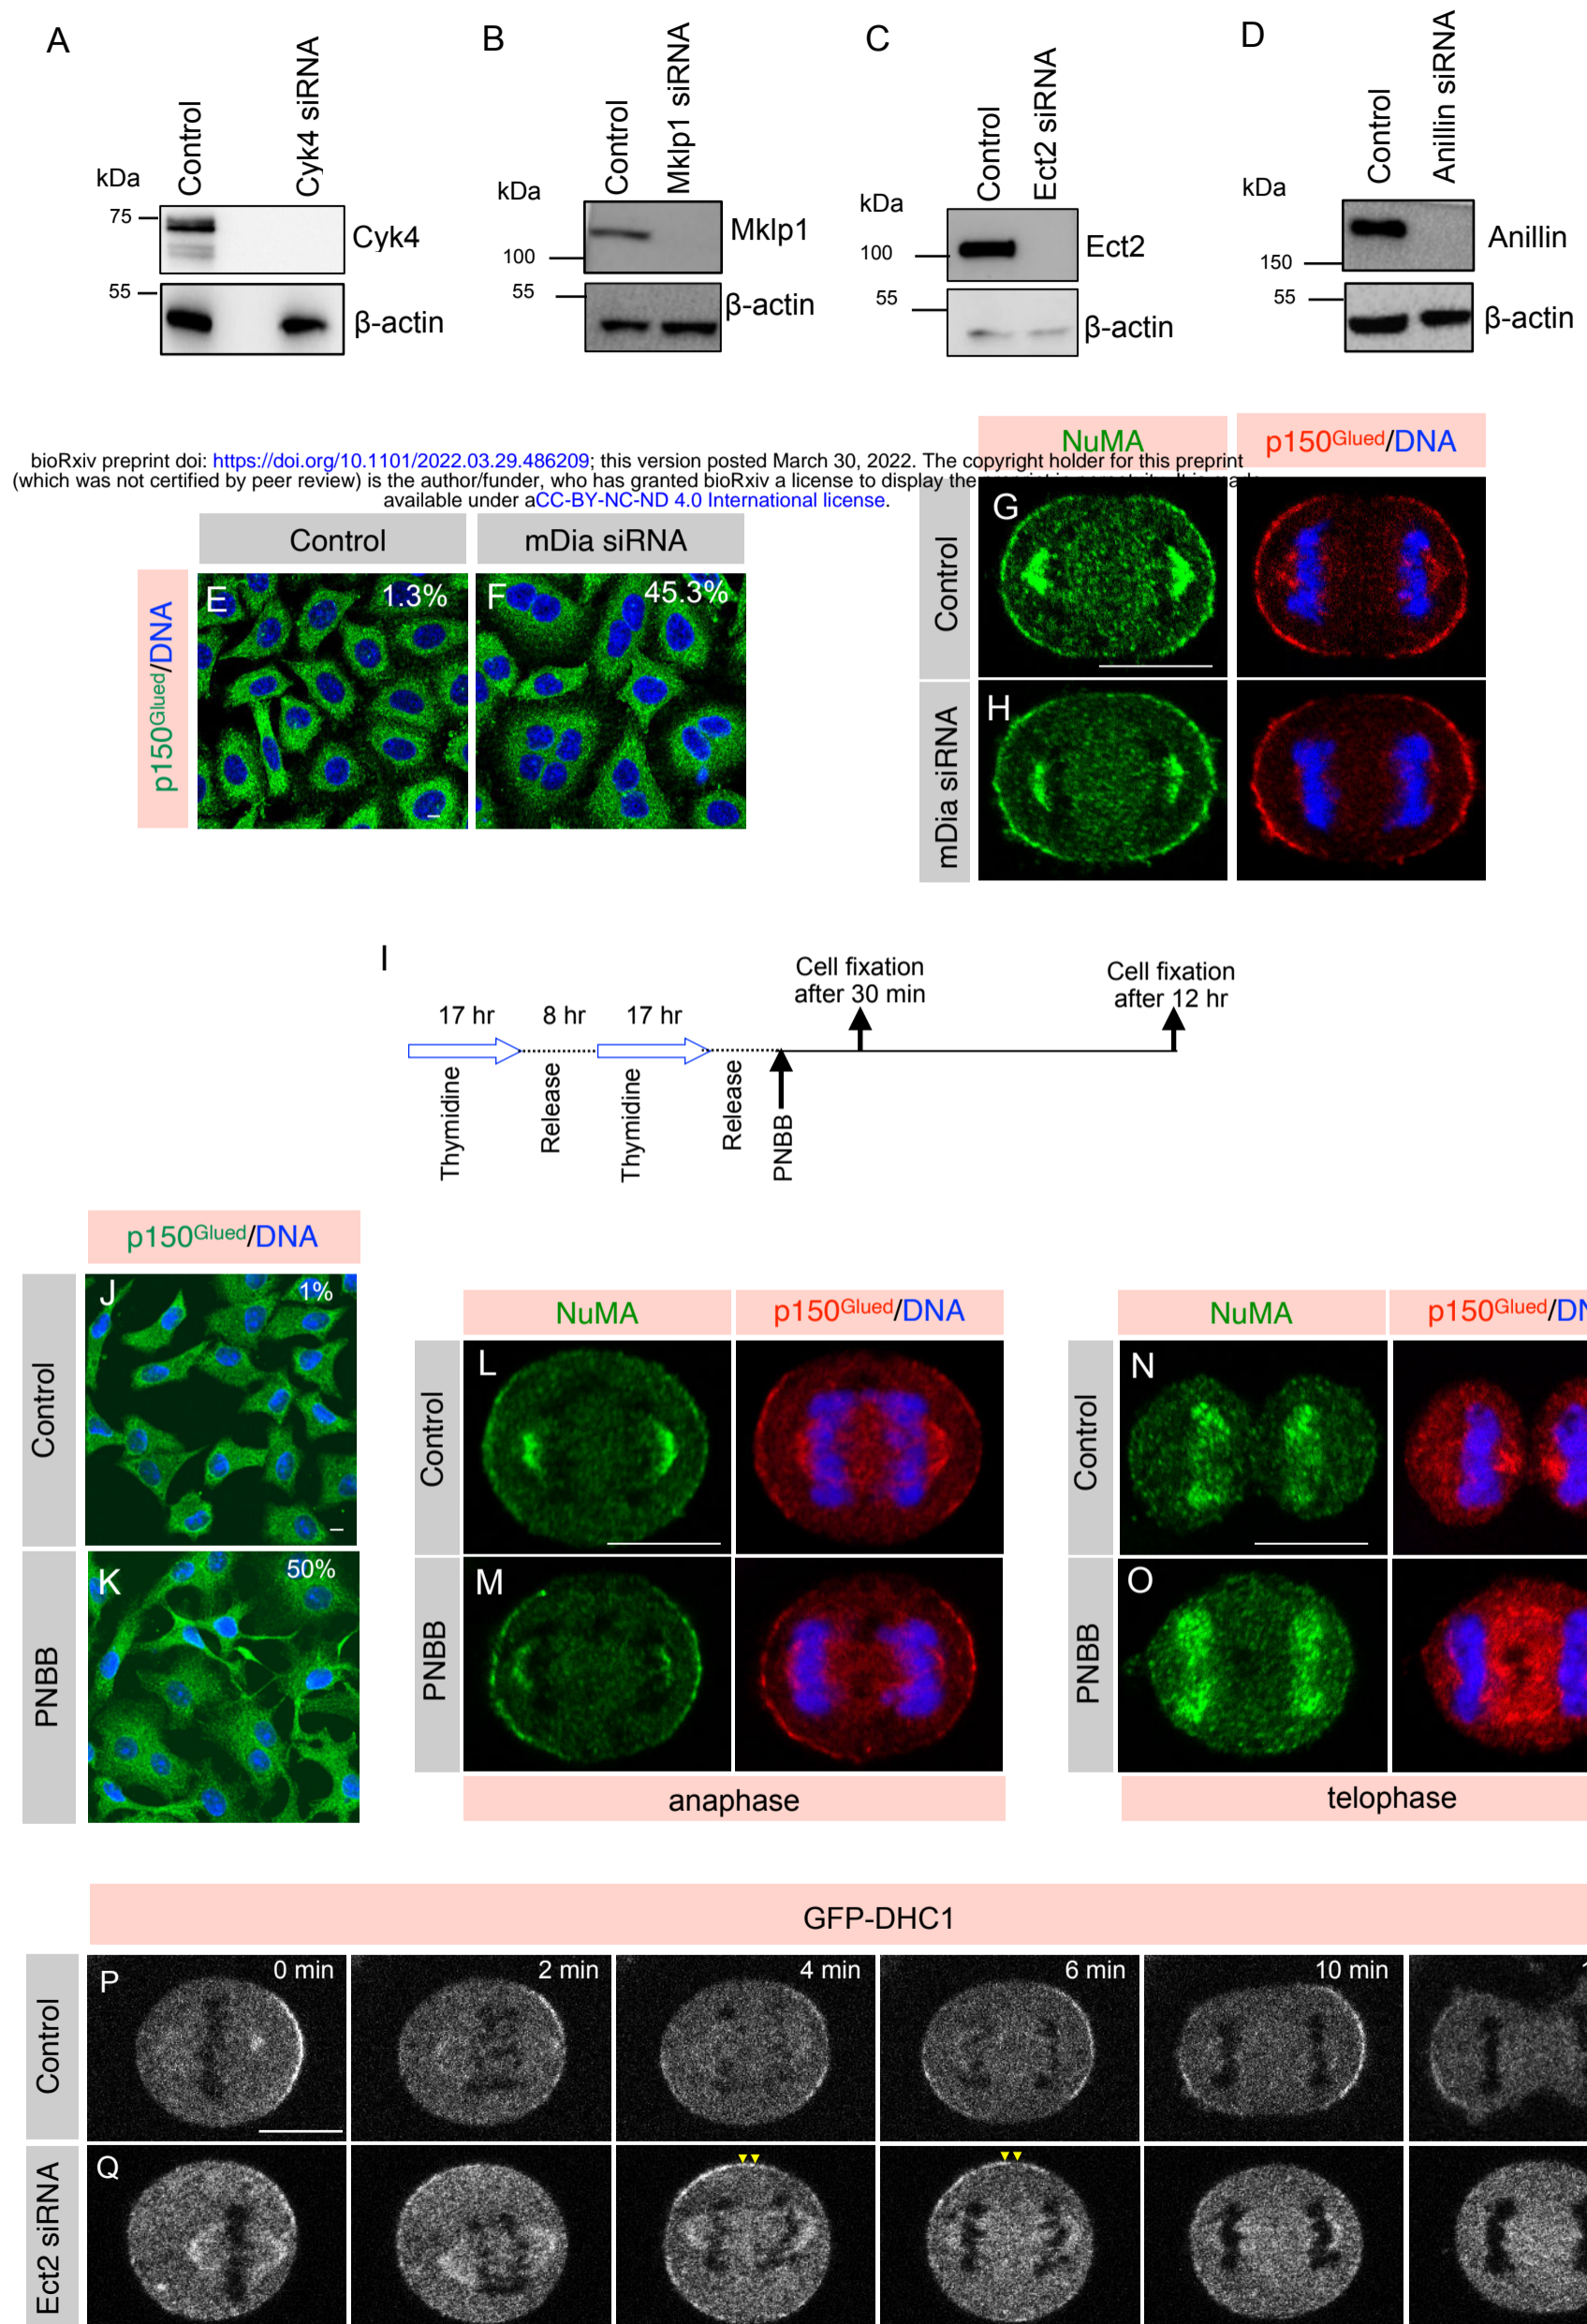 A
B
C
D
Control
Cyk4 siRNA
Control
Mklp1 siRNA
Control
Ect2 siRNA
Control
Anillin siRNA
kDa
kDa
kDa
kDa
75
Cyk4
55
β-actin
100
Mklp1
55
β-actin
100
Ect2
55
β-actin
150
Anillin
55
β-actin
bioRxiv preprint doi: https://doi.org/10.1101/2022.03.29.486209; this version posted March 30, 2022. The copyright holder for this preprint
(which was not certified by peer review) is the author/funder, who has granted bioRxiv a license to display the
available under aCC-BY-NC-ND 4.0 International license.
Control
mDia siRNA
p150Glued/DNA
E
1.3%
F
45.3%
NuMA
p150Glued/DNA
Control
G
mDia siRNA
H
I
Cell fixation
after 30 min
Cell fixation
after 12 hr
17 hr
8 hr
17 hr
Thymidine
Release
Thymidine
Release
PNBB
p150Glued/DNA
Control
J
1%
PNBB
K
50%
NuMA
p150Glued/DNA
Control
L
PNBB
M
anaphase
NuMA
p150Glued/DN
Control
N
PNBB
O
telophase
GFP-DHC1
Control
P
0 min
2 min
4 min
6 min
10 min
Ect2 siRNA
Q